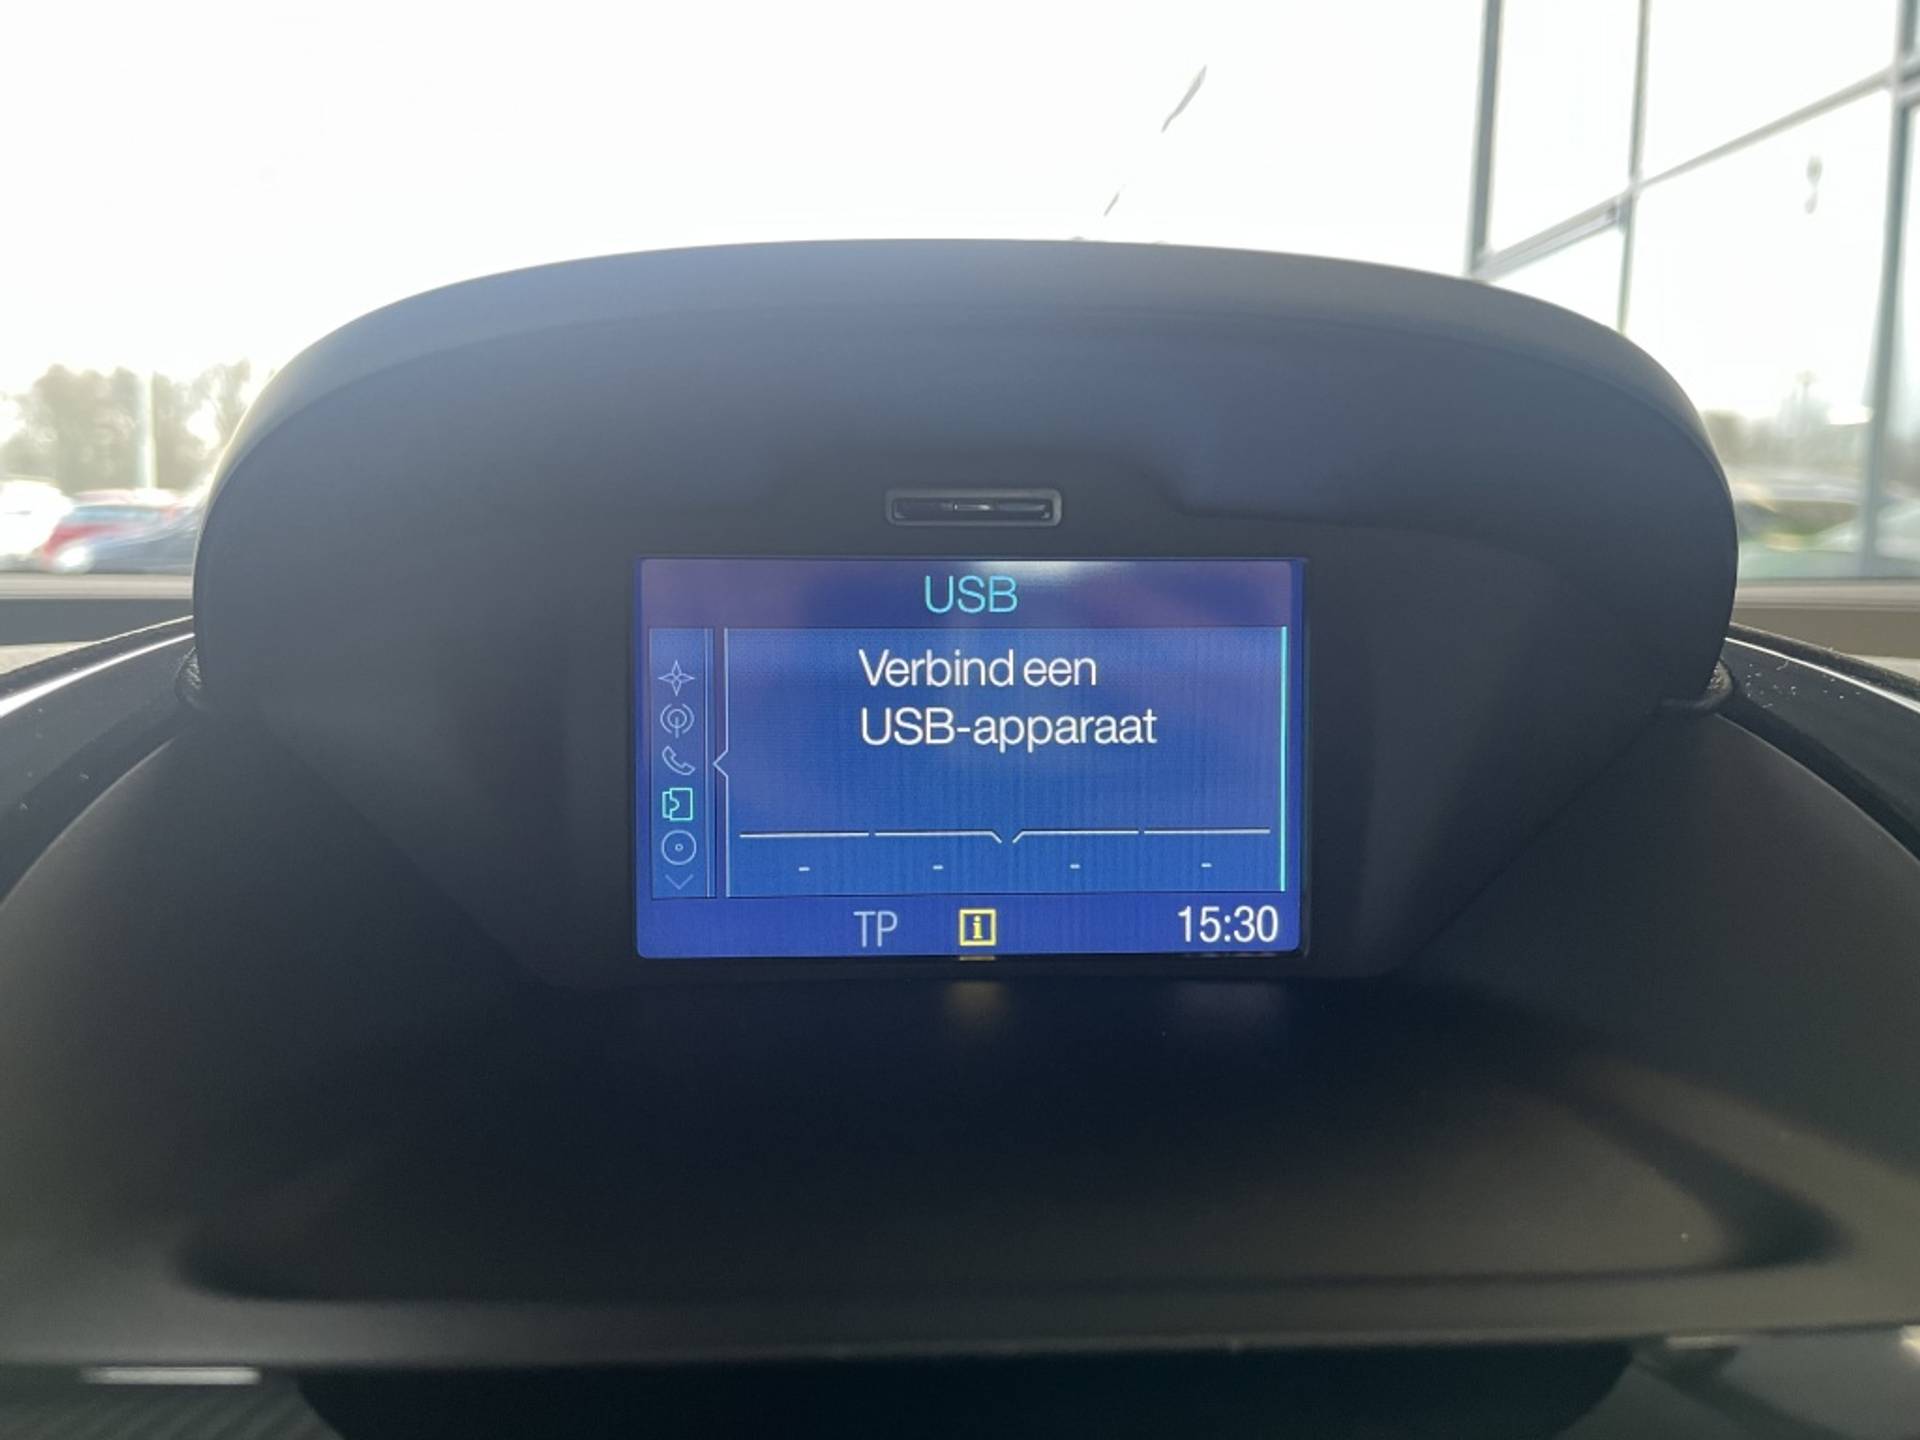 USB
Verbind een
USB-apparaat
- - - -
TP i 15:30